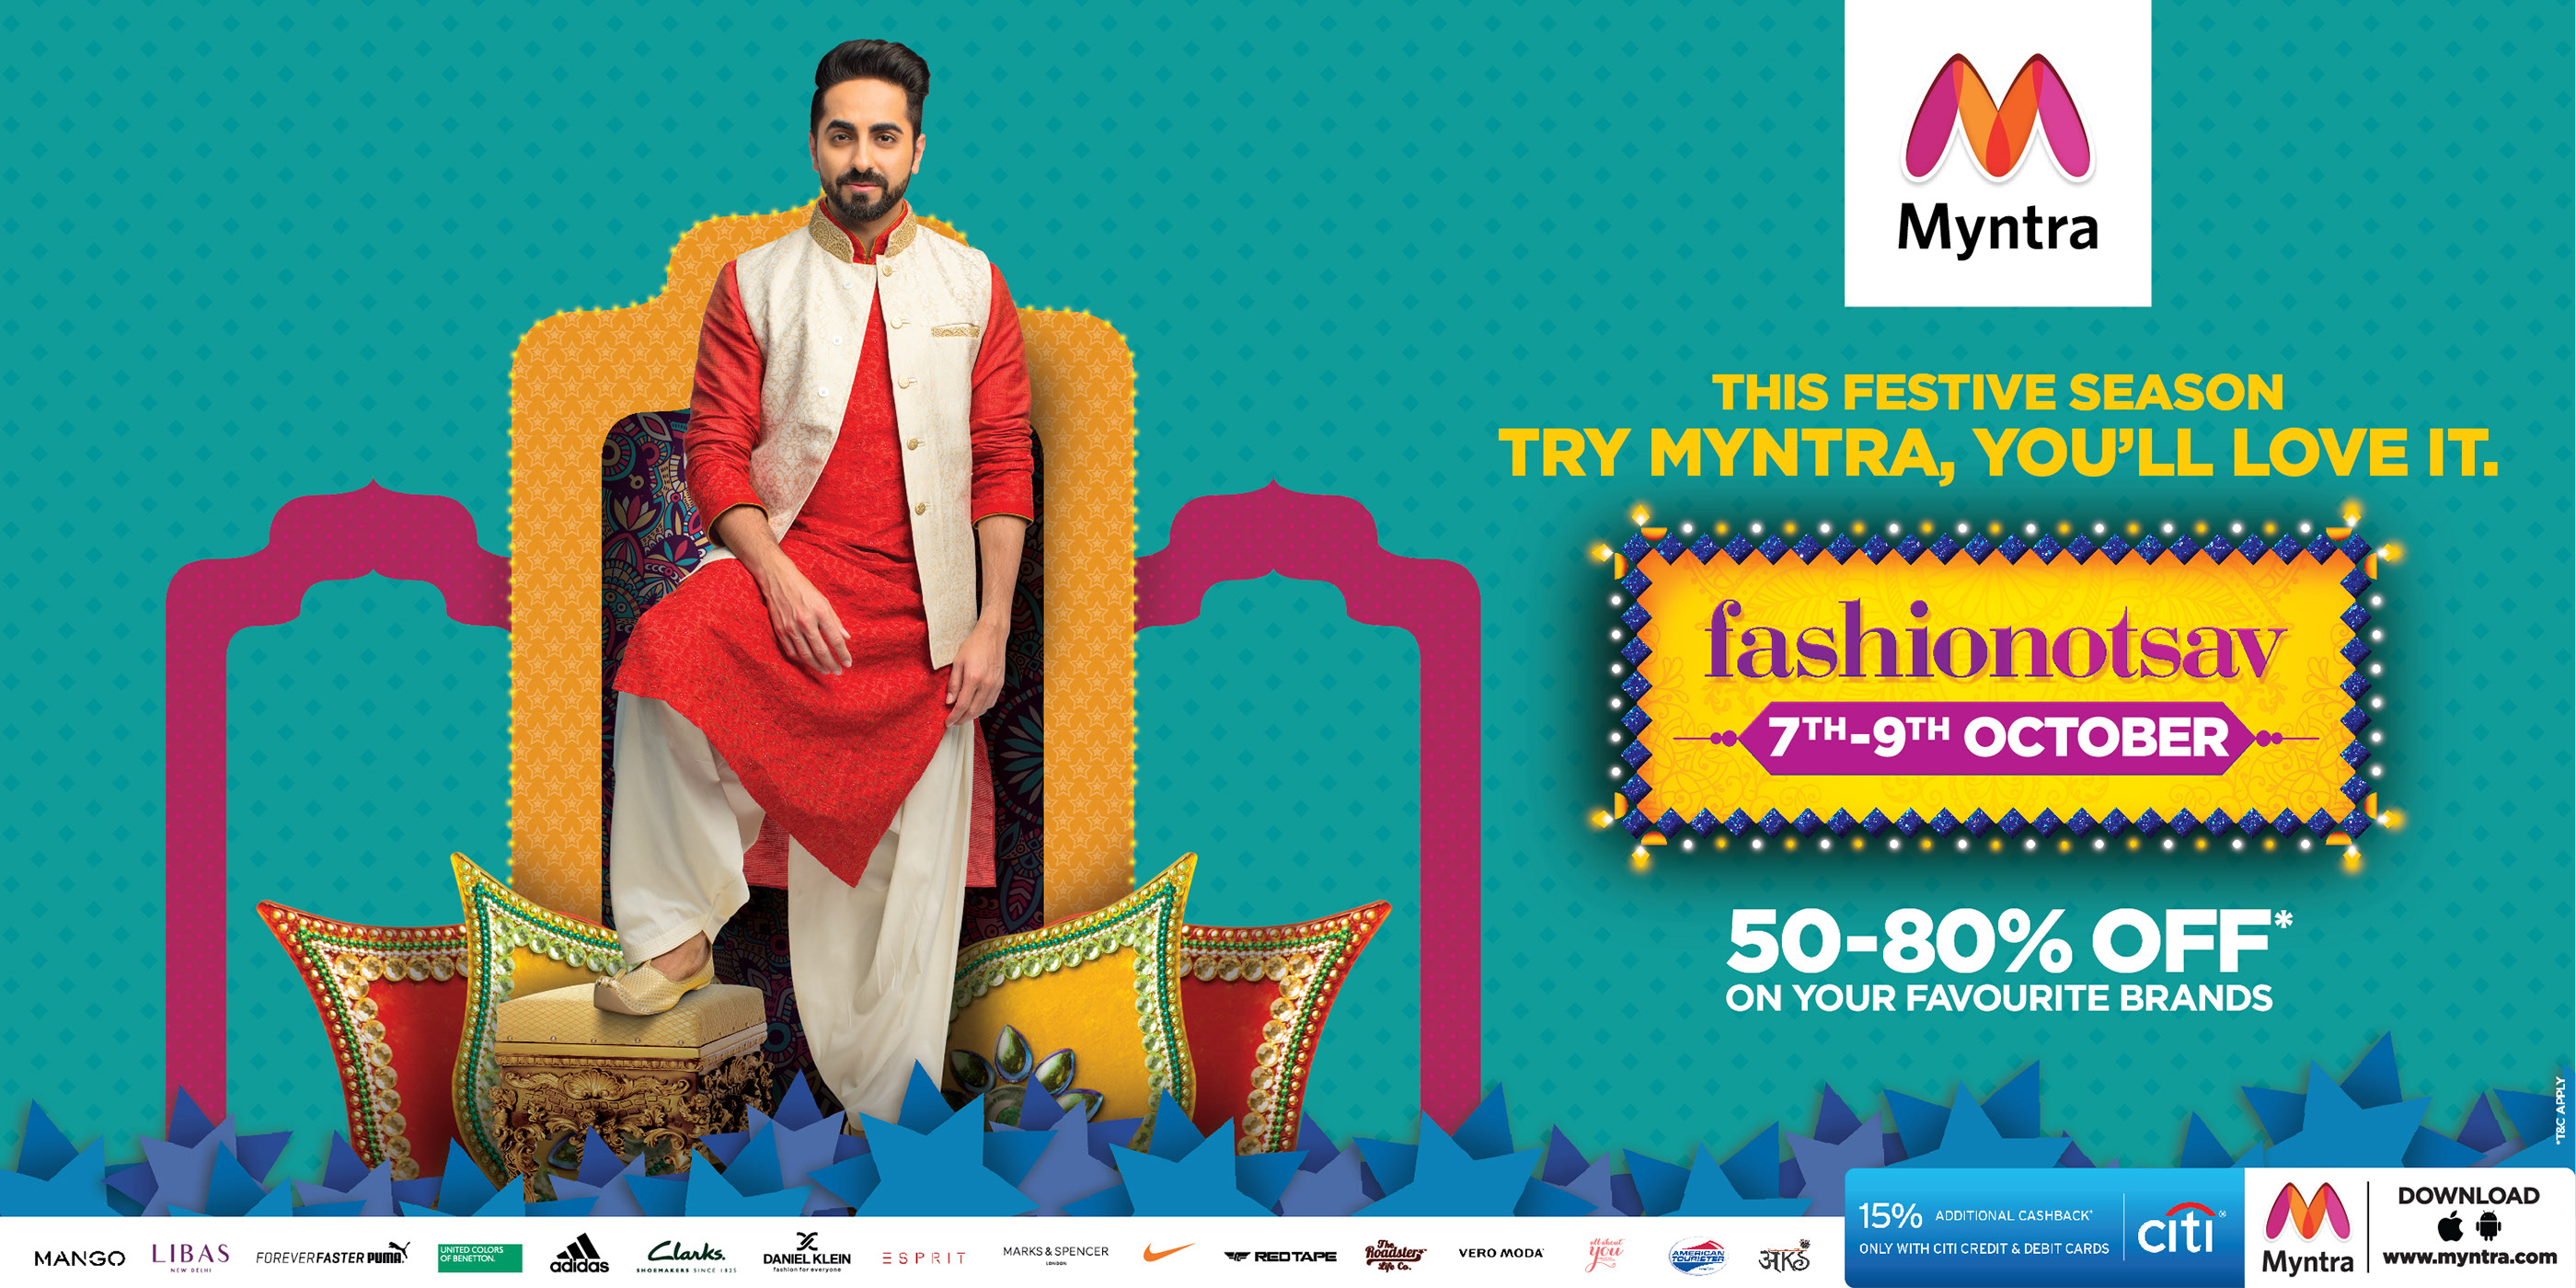 Myntra
THIS FESTIVE SEASON
TRY MYNTRA, YOU'LL LOVE IT.
fashionotsav
7TH-9TH OCTOBER
50-80% OFF*
ON YOUR FAVOURITE BRANDS
*T&C APPLY
MANGO
LIBAS
NEW DELHI
FOREVER FASTER PUMA
UNITED COLORS
OF BENETTON.
adidas
Clarks.
SHOEMAKERS SINCE 1825
DANIEL KLEIN
fashion for everyone
ESPRIT
MARKS & SPENCER
LONDON
REDTAPE
The
Roadster
Life Co.
VERO MODA
all about
you
AMERICAN
TOURISTER
15% ADDITIONAL CASHBACK*
ONLY WITH CITI CREDIT & DEBIT CARDS
citi®
Myntra
DOWNLOAD
www.myntra.com